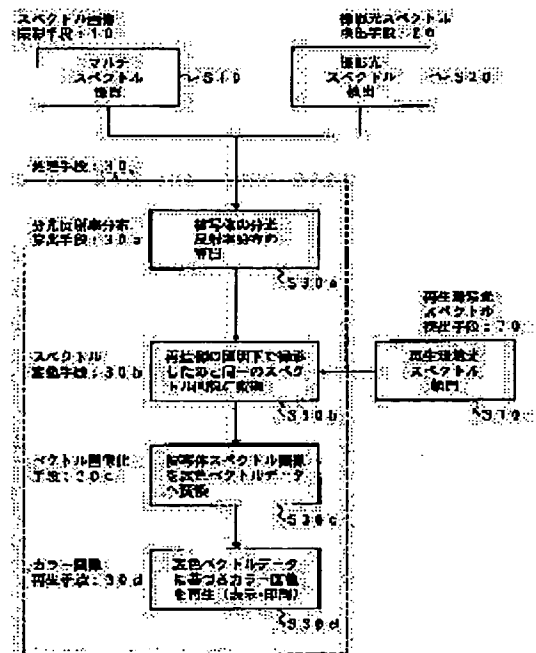 スペクトル画像
撮影手段:10
撮影光スペクトル
検出手段:20
マルチ
スペクトル
撮影
S10
撮影光
スペクトル
検出
S20
処理手段:30
分光反射率分布
算出手段:30a
被写体の分光
反射率分布の
算出
S30a
再生環境光
スペクトル
検出手段:70
スペクトル
変換手段:30b
再生側の照明下で撮影
したのと同一のスペク
トル画像に変換
S30b
再生環境光
スペクトル
検出
S70
ベクトル画像化
手段:30c
被写体スペクトル画像
を表色ベクトルデータ
へ変換
S30c
カラー画像
再生手段:30d
表色ベクトルデータ
に基づるカラー画像
を再生(表示・印刷)
S30d